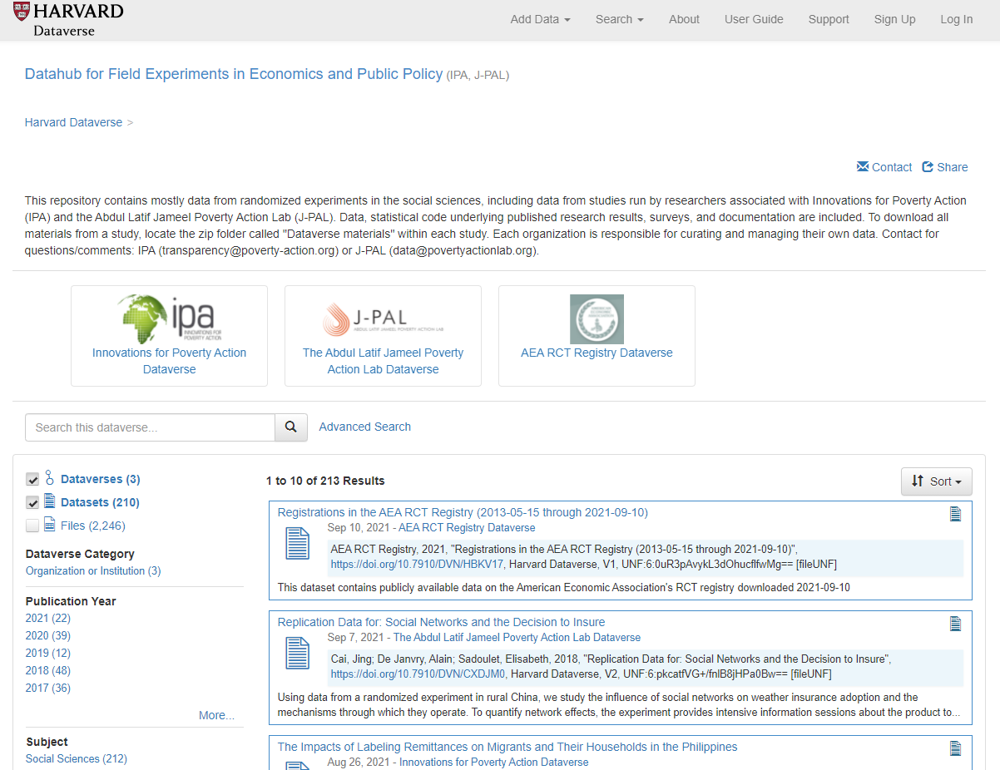 HARVARD
Dataverse
Add Data Search About User Guide Support Sign Up Log In
Datahub for Field Experiments in Economics and Public Policy (IPA, J-PAL)
Harvard Dataverse >
Contact Share
This repository contains mostly data from randomized experiments in the social sciences, including data from studies run by researchers associated with Innovations for Poverty Action
(IPA) and the Abdul Latif Jameel Poverty Action Lab (J-PAL). Data, statistical code underlying published research results, surveys, and documentation are included. To download all
materials from a study, locate the zip folder called "Dataverse materials" within each study. Each organization is responsible for curating and managing their own data. Contact for
questions/comments: IPA (transparency@poverty-action.org) or J-PAL (data@povertyactionlab.org).
ipa
INNOVATIONS FOR
POVERTY ACTION
Innovations for Poverty Action
Dataverse
J-PAL
ABDUL LATIF JAMEEL POVERTY ACTION LAB
The Abdul Latif Jameel Poverty
Action Lab Dataverse
AEA RCT Registry Dataverse
Search this dataverse...
Advanced Search
Dataverses (3)
Datasets (210)
Files (2,246)
Dataverse Category
Organization or Institution (3)
Publication Year
2021 (22)
2020 (39)
2019 (12)
2018 (48)
2017 (36)
More...
Subject
Social Sciences (212)
1 to 10 of 213 Results
Sort
Registrations in the AEA RCT Registry (2013-05-15 through 2021-09-10)
Sep 10, 2021 - AEA RCT Registry Dataverse
AEA RCT Registry, 2021, "Registrations in the AEA RCT Registry (2013-05-15 through 2021-09-10)",
https://doi.org/10.7910/DVN/HBKV17, Harvard Dataverse, V1, UNF:6:0uR3pAvykL3dOhucflfwMg== [fileUNF]
This dataset contains publicly available data on the American Economic Association's RCT registry downloaded 2021-09-10
Replication Data for: Social Networks and the Decision to Insure
Sep 7, 2021 - The Abdul Latif Jameel Poverty Action Lab Dataverse
Cai, Jing; De Janvry, Alain; Sadoulet, Elisabeth, 2018, "Replication Data for: Social Networks and the Decision to Insure",
https://doi.org/10.7910/DVN/CXDJM0, Harvard Dataverse, V2, UNF:6:pkcatfVG+/fnlB8jHPa0Bw== [fileUNF]
Using data from a randomized experiment in rural China, we study the influence of social networks on weather insurance adoption and the
mechanisms through which they operate. To quantify network effects, the experiment provides intensive information sessions about the product to...
The Impacts of Labeling Remittances on Migrants and Their Households in the Philippines
Aug 26, 2021 - Innovations for Poverty Action Dataverse